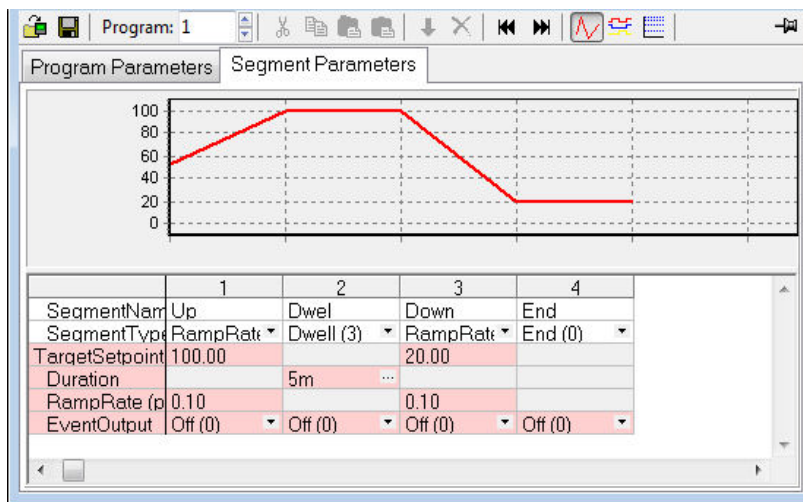 Program: 1
Program Parameters Segment Parameters
100
80
60
40
20
0
1 2 3 4
SegmentNam Up Dwel Down End
SegmentType RampRate Dwell (3) RampRate End (0)
TargetSetpoint 100.00 20.00
Duration 5m ...
RampRate (p 0.10 0.10
EventOutput Off (0) Off (0) Off (0) Off (0)